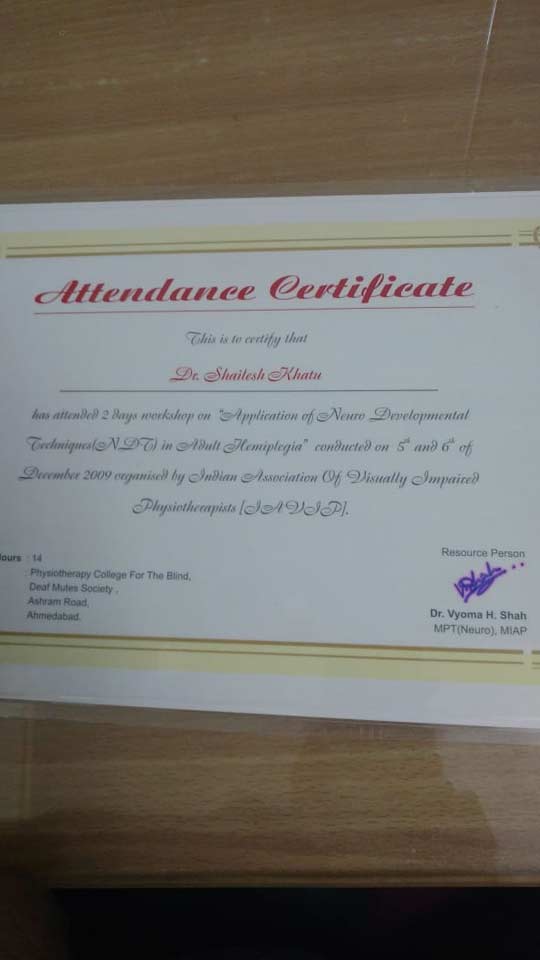 Attendance Certificate
This is to certify that
Dr. Shailesh Khatu
has attended 2 days workshop on "Application of Neuro Developmental
Techniques(NDT) in Adult Hemiplegia" conducted on 5th and 6th of
December 2009 organised by Indian Association Of Visually Impaired
Physiotherapists [IAVIP].
lours : 14
: Physiotherapy College For The Blind,
Deaf Mutes Society ,
Ashram Road,
Ahmedabad.
Resource Person
Dr. Vyoma H. Shah
MPT(Neuro), MIAP